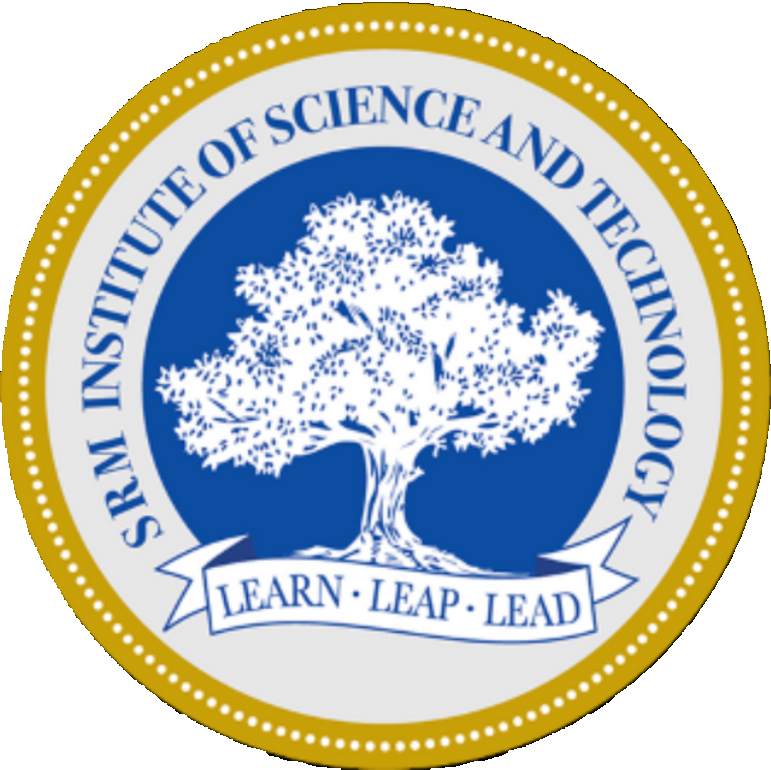 SRM INSTITUTE OF SCIENCE AND TECHNOLOGY
LEARN · LEAP · LEAD